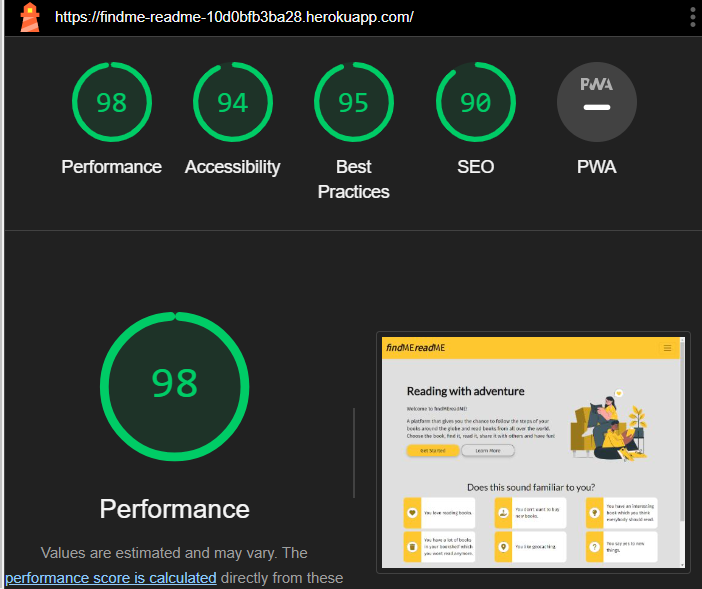 https://findme-readme-10d0bfb3ba28.herokuapp.com/
98
94
95
90
PWA
Performance
Accessibility
Best
Practices
SEO
PWA
98
Performance
Values are estimated and may vary. The
performance score is calculated directly from these
findMEreadME
Reading with adventure
Welcome to findMEreadME!
A platform that gives you the chance to follow the steps of your
books around the globe and read books from all over the world.
Choose the book, find it, read it, share it with others and have fun!
Get Started
Learn More
Does this sound familiar to you?
You love reading books.
You don't want to buy
new books.
You have an interesting
book which you think
everybody should read.
You have a lot of books
in your bookshelf which
you wont read anymore.
You like geocaching.
You say yes to new
things.